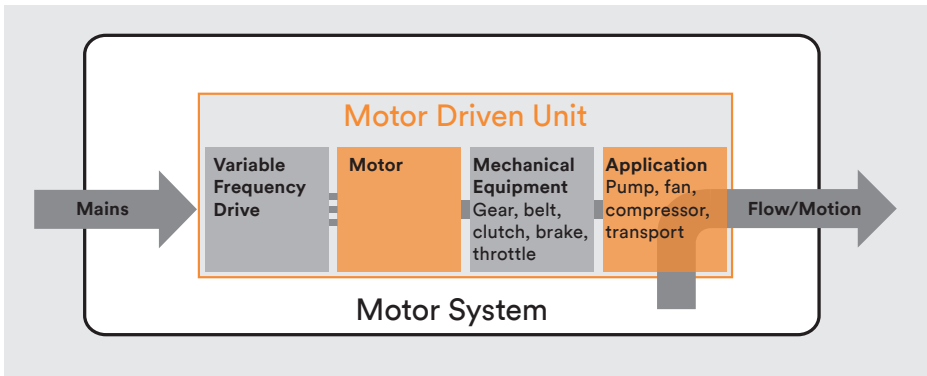 Motor Driven Unit
Variable
Frequency
Drive
Motor
Mechanical
Equipment
Gear, belt,
clutch, brake,
throttle
Application
Pump, fan,
compressor,
transport
Mains
Flow/Motion
Motor System